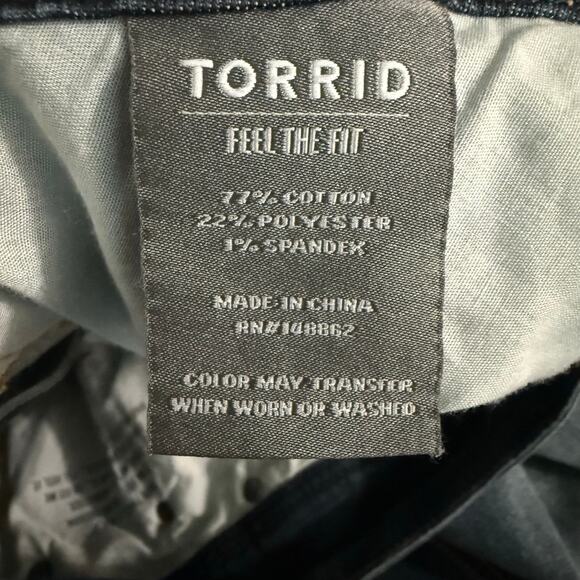 TORRID
FEEL THE FIT
77% COTTON
22% POLYESTER
1% SPANDEX
MADE IN CHINA
RN#148862
COLOR MAY TRANSFER
WHEN WORN OR WASHED